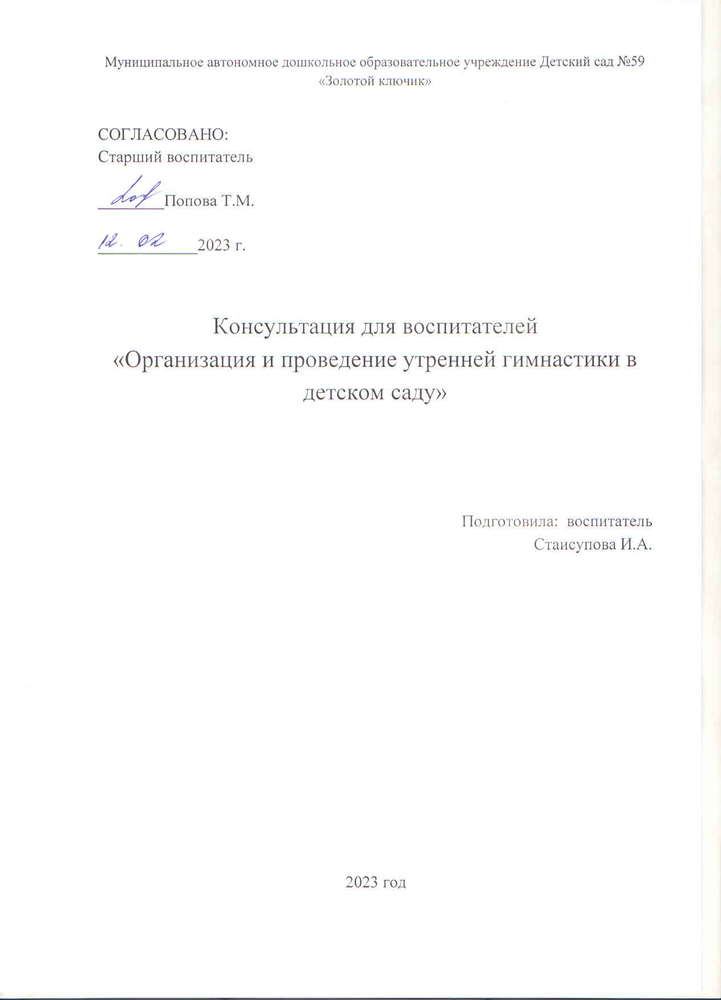 Муниципальное автономное дошкольное образовательное учреждение Детский сад №59
«Золотой ключик»
СОГЛАСОВАНО:
Старший воспитатель
Попова Т.М.
12. 02 2023 г.
Консультация для воспитателей
«Организация и проведение утренней гимнастики в
детском саду»
Подготовила: воспитатель
Стаисупова И.А.
2023 год